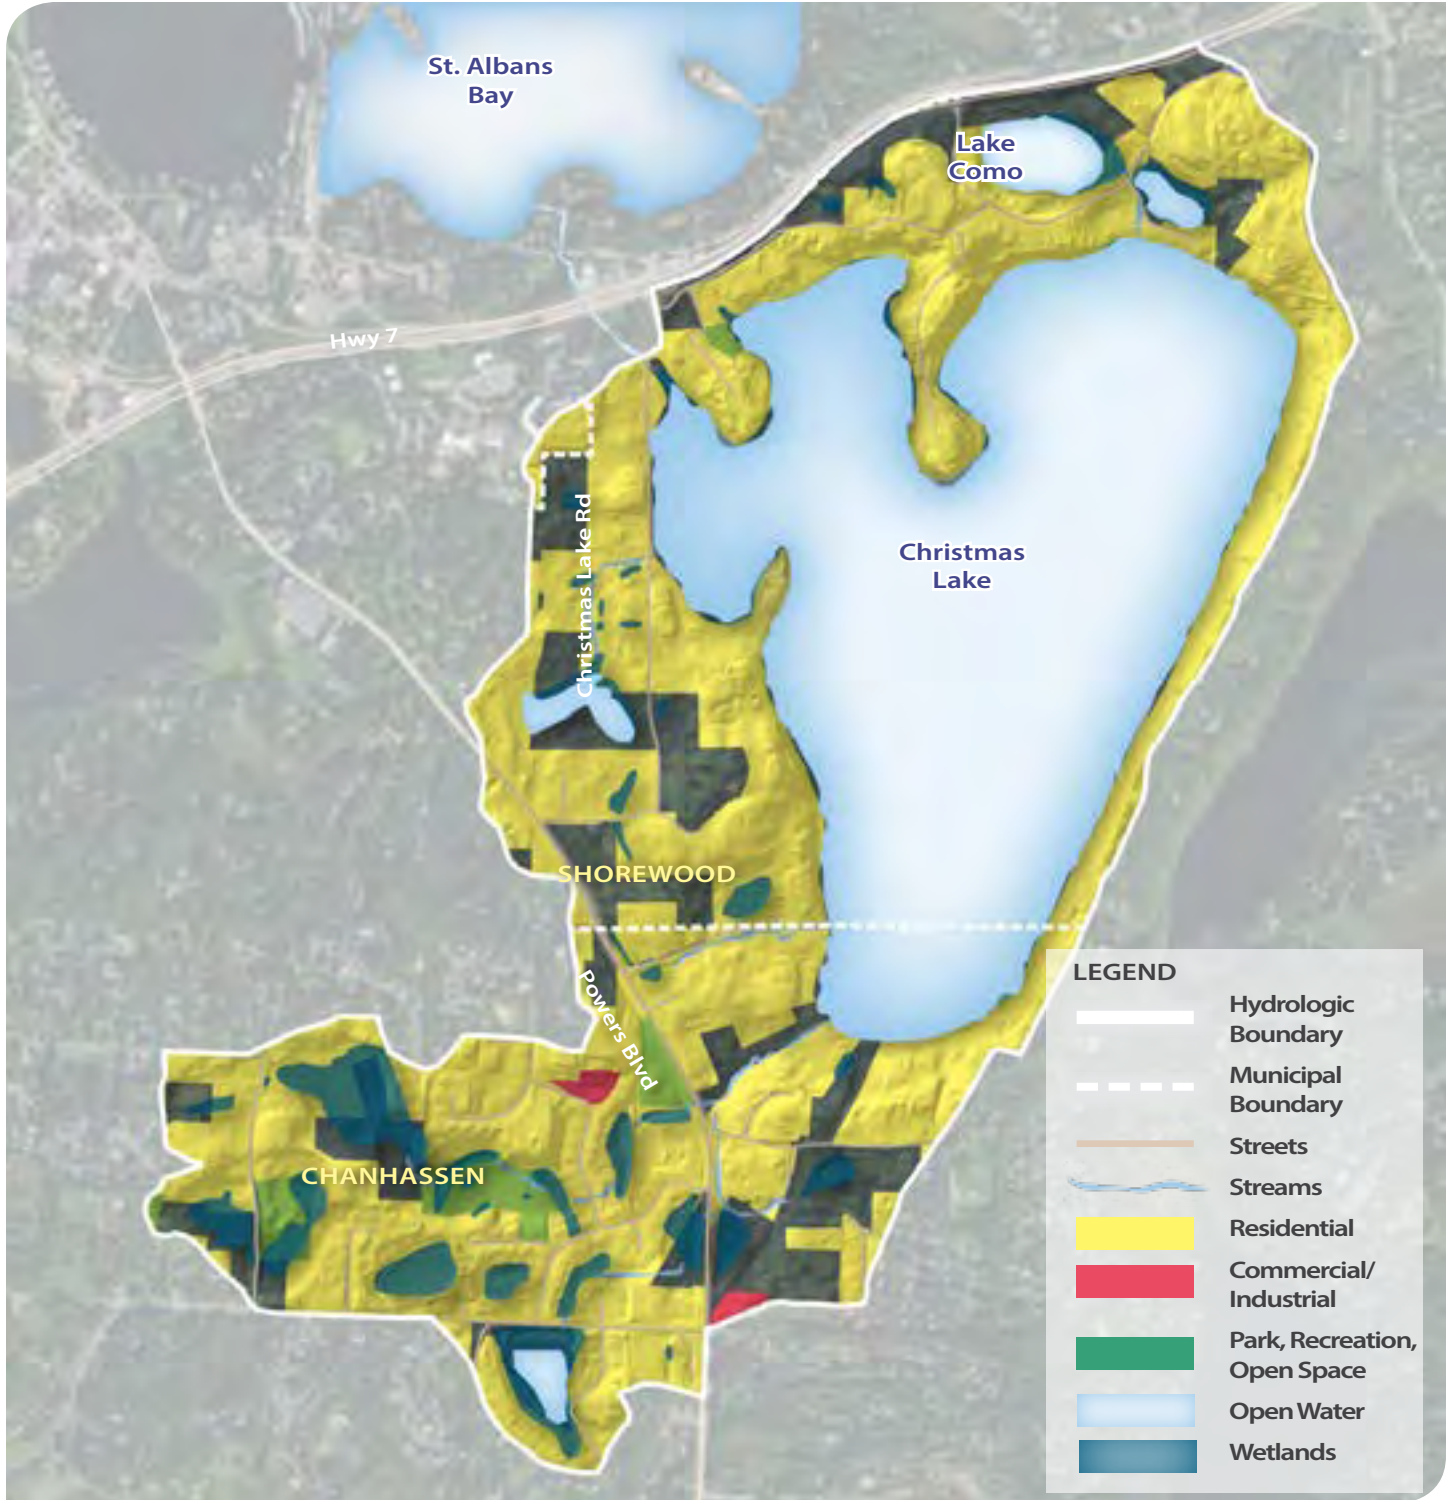 St. Albans
Bay
Lake
Como
Hwy 7
Christmas Lake Rd
Christmas
Lake
SHOREWOOD
Powers Blvd
CHANHASSEN
LEGEND
Hydrologic
Boundary
Municipal
Boundary
Streets
Streams
Residential
Commercial/
Industrial
Park, Recreation,
Open Space
Open Water
Wetlands